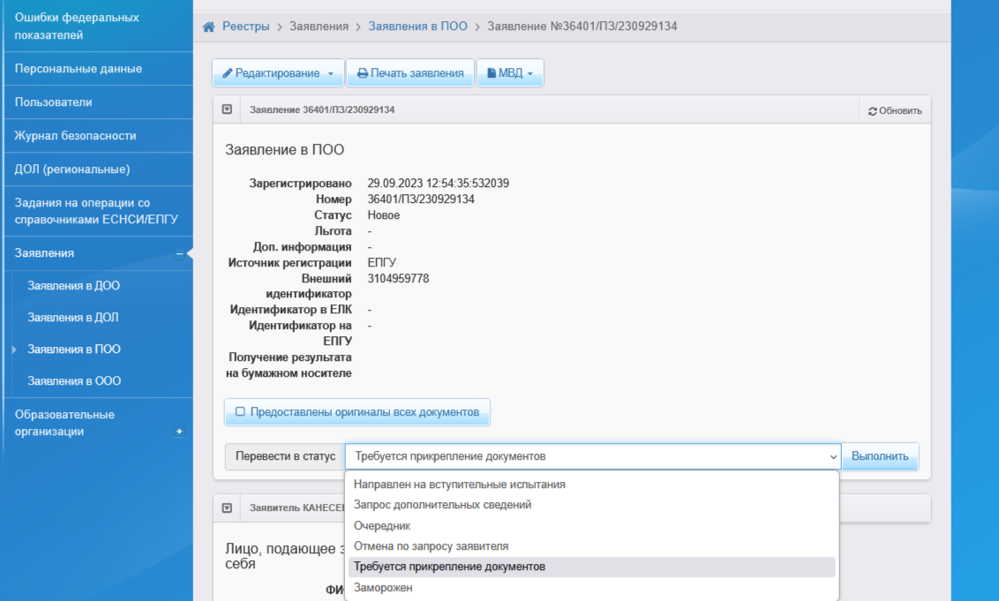 Ошибки федеральных
показателей
Персональные данные
Пользователи
Журнал безопасности
ДОЛ (региональные)
Задания на операции со
справочниками ЕСНСИ/ЕПГУ
Заявления
Заявления в ДОО
Заявления в ДОЛ
Заявления в ПОО
Заявления в ООО
Образовательные
организации
Реестры > Заявления > Заявления в ПОО > Заявление №36401/ПЗ/230929134
Редактирование Печать заявления МВД
Заявление 36401/ПЗ/230929134 Обновить
Заявление в ПОО
Зарегистрировано 29.09.2023 12:54:35:532039
Номер 36401/ПЗ/230929134
Статус Новое
Льгота -
Доп. информация -
Источник регистрации ЕПГУ
Внешний 3104959778
идентификатор
Идентификатор в ЕЛК -
Идентификатор на -
ЕПГУ
Получение результата
на бумажном носителе
Предоставлены оригиналы всех документов
Перевести в статус Требуется прикрепление документов Выполнить
Направлен на вступительные испытания
Запрос дополнительных сведений
Очередник
Отмена по запросу заявителя
Требуется прикрепление документов
Заморожен
Заявитель
Лицо, подающее
себя